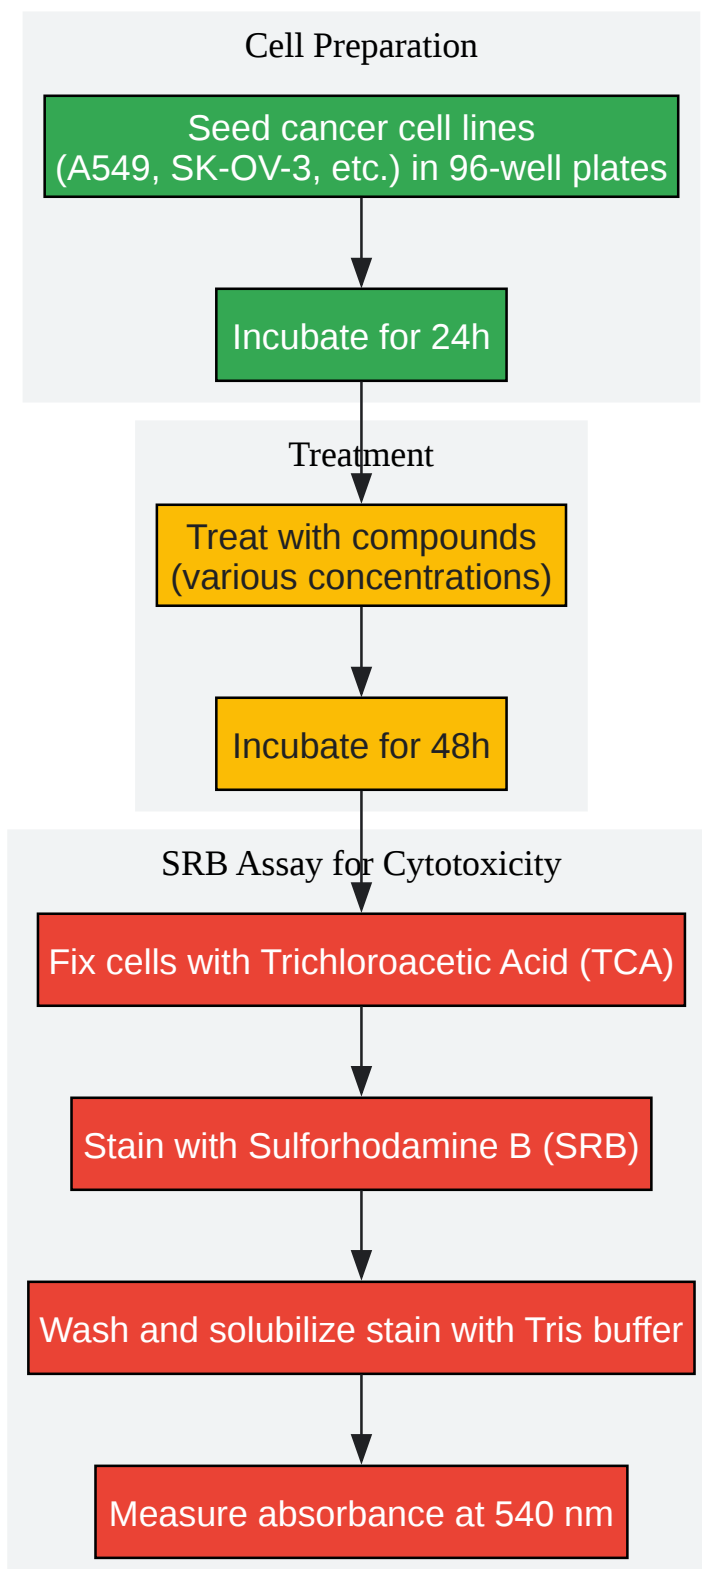 Cell Preparation
Seed cancer cell lines
(A549, SK-OV-3, etc.) in 96-well plates
Incubate for 24h
Treatment
Treat with compounds
(various concentrations)
Incubate for 48h
SRB Assay for Cytotoxicity
Fix cells with Trichloroacetic Acid (TCA)
Stain with Sulforhodamine B (SRB)
Wash and solubilize stain with Tris buffer
Measure absorbance at 540 nm